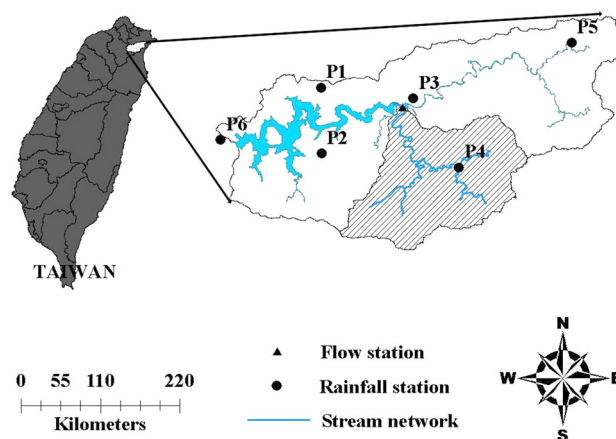 P5
P1
P3
P6
P2
P4
TAIWAN
N
Flow station
0 55 110 220
Rainfall station
W E
Kilometers
Stream network
S